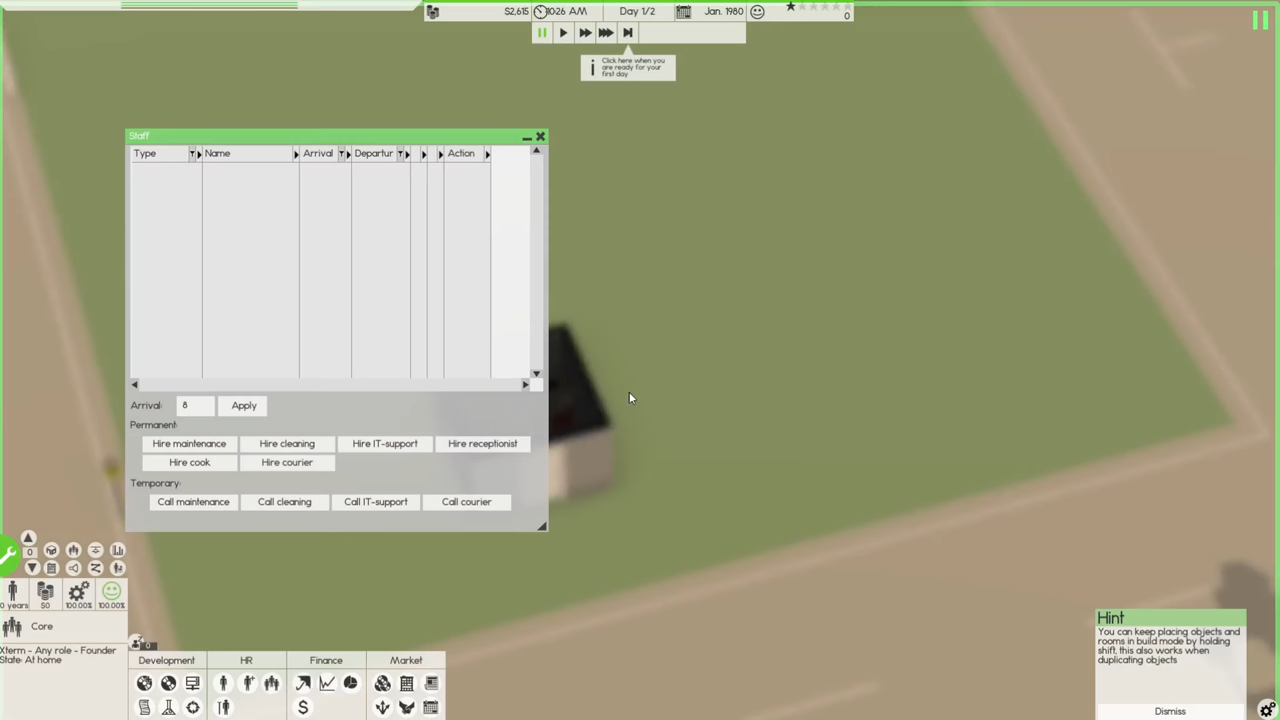 $2,615
10:26 AM
Day 1/2
Jan. 1980
0
Click here when you
are ready for your
first day
Staff
Type
Name
Arrival
Departur
Action
Arrival:
8
Apply
Permanent:
Hire maintenance
Hire cleaning
Hire IT-support
Hire receptionist
Hire cook
Hire courier
Temporary:
Call maintenance
Call cleaning
Call IT-support
Call courier
0
0 years
$0
100.00%
100.00%
Core
Xterm - Any role - Founder
State: At home
0
Development
HR
Finance
Market
Hint
You can keep placing objects and
rooms in build mode by holding
shift, this also works when
duplicating objects
Dismiss